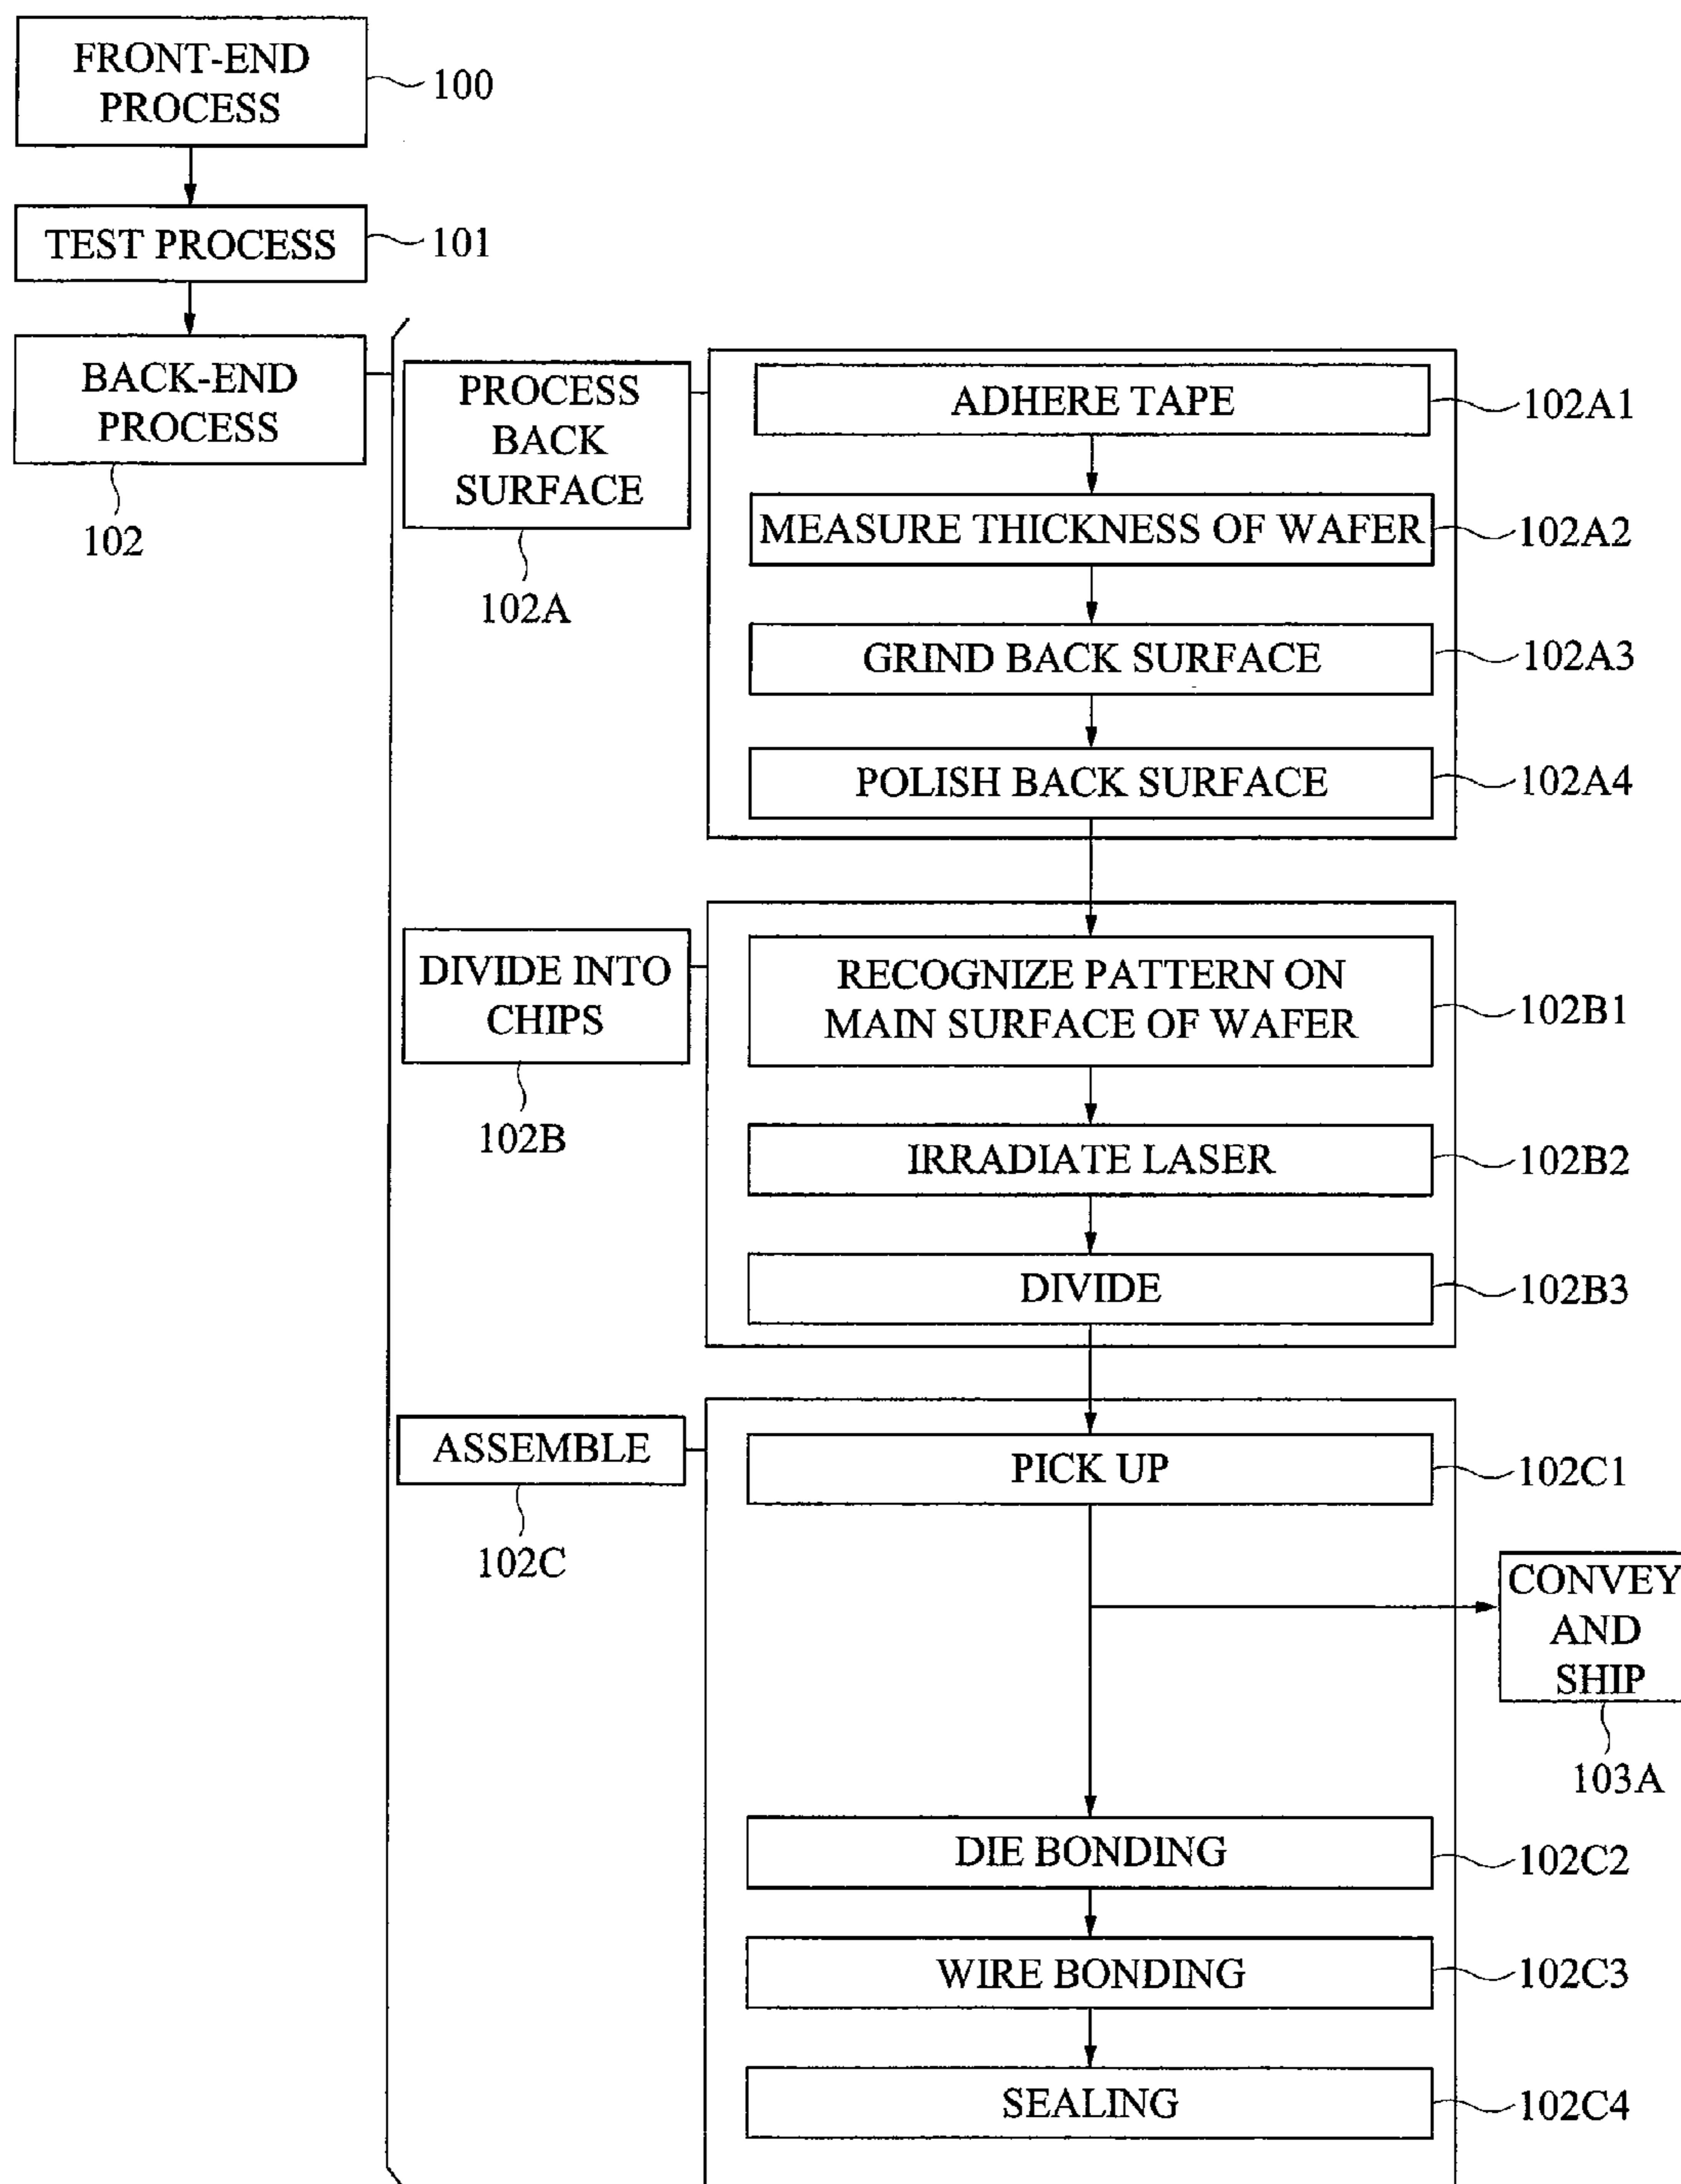 FRONT-END
PROCESS
100
TEST PROCESS
101
BACK-END
PROCESS
102
PROCESS
BACK
SURFACE
102A
ADHERE TAPE
102A1
MEASURE THICKNESS OF WAFER
102A2
GRIND BACK SURFACE
102A3
POLISH BACK SURFACE
102A4
DIVIDE INTO
CHIPS
102B
RECOGNIZE PATTERN ON
MAIN SURFACE OF WAFER
102B1
IRRADIATE LASER
102B2
DIVIDE
102B3
ASSEMBLE
102C
PICK UP
102C1
CONVEY
AND
SHIP
103A
DIE BONDING
102C2
WIRE BONDING
102C3
SEALING
102C4